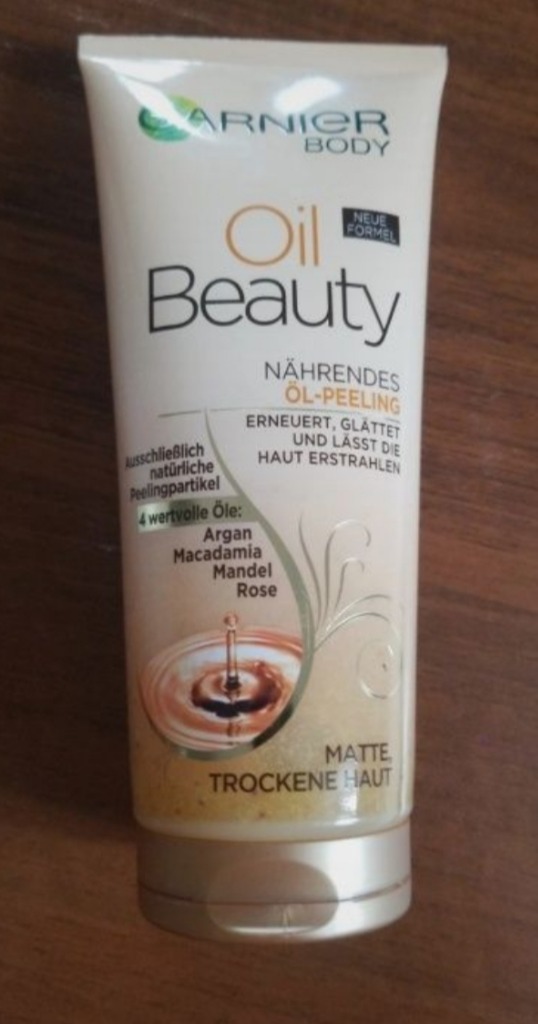 GARNIER
BODY
Oil
NEUE
FORMEL
Beauty
NÄHRENDES
ÖL-PEELING
ERNEUERT, GLÄTTET
UND LÄSST DIE
HAUT ERSTRAHLEN
Ausschließlich
natürliche
Peelingpartikel
4 wertvolle Öle:
Argan
Macadamia
Mandel
Rose
MATTE,
TROCKENE HAUT